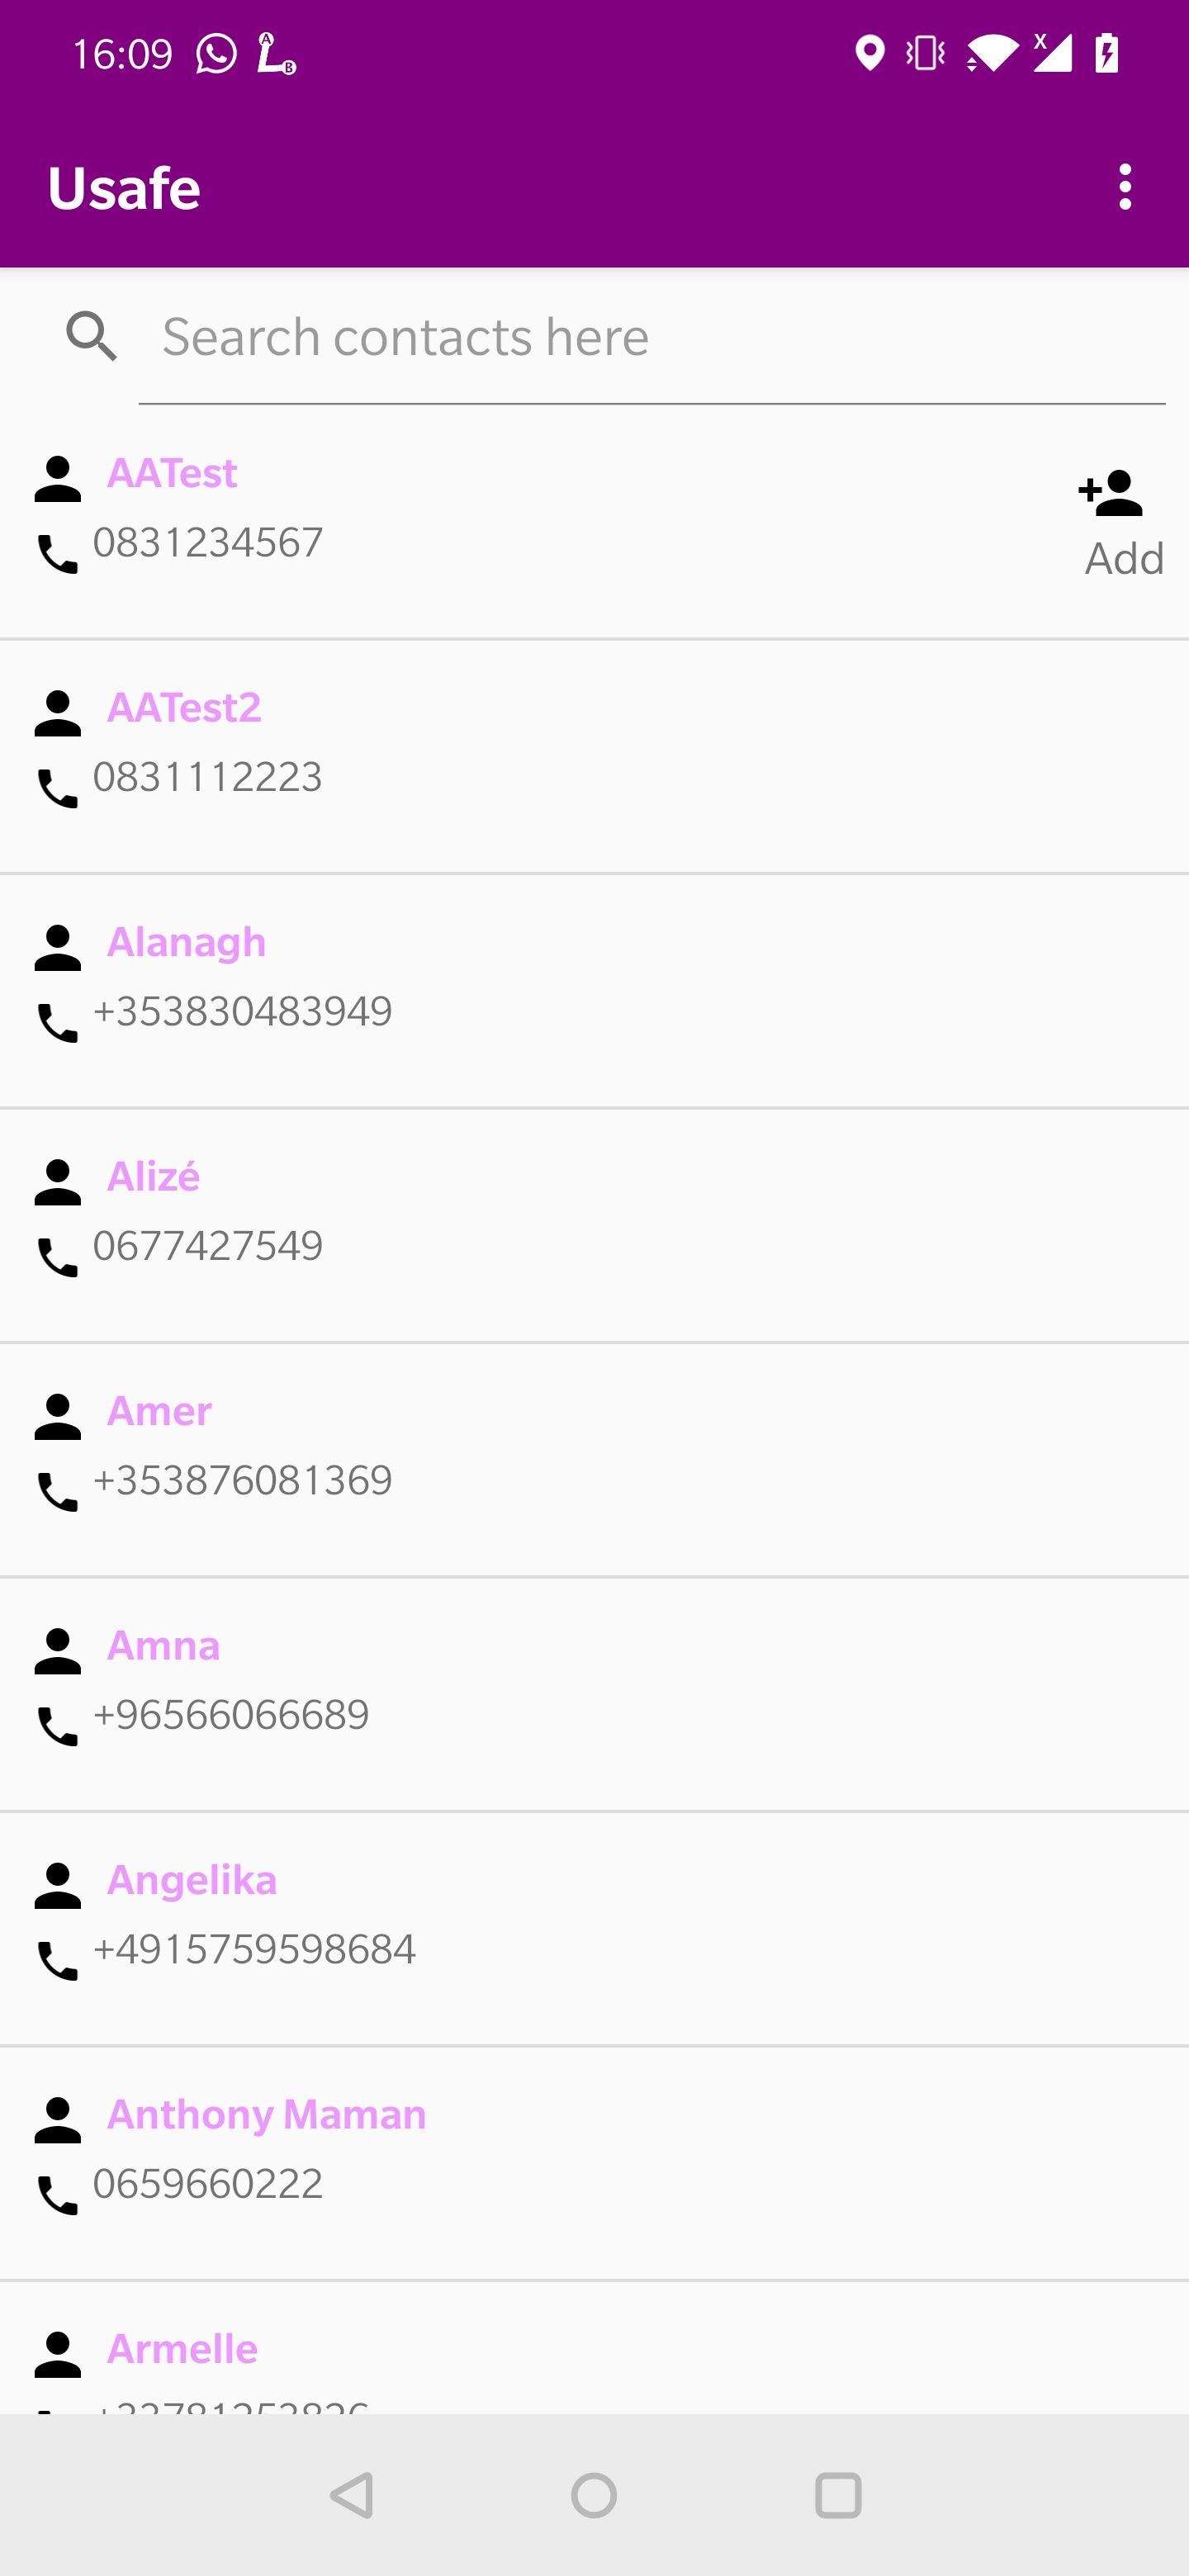 16:09
Usafe
Search contacts here
AATest
0831234567
Add
AATest2
0831112223
Alanagh
+353830483949
Alizé
0677427549
Amer
+353876081369
Amna
+96566066689
Angelika
+4915759598684
Anthony Maman
0659660222
Armelle